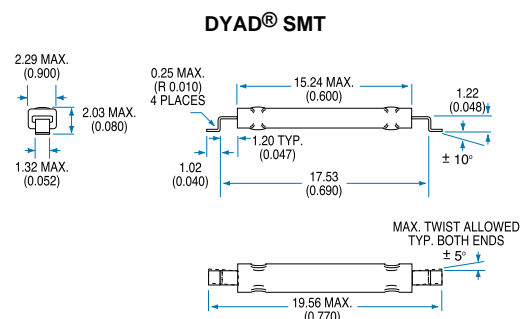 DYAD® SMT
2.29 MAX.
(0.900)
2.03 MAX.
(0.080)
1.32 MAX.
(0.052)
0.25 MAX.
(R 0.010)
4 PLACES
15.24 MAX.
(0.600)
1.22
(0.048)
1.20 TYP.
(0.047)
1.02
(0.040)
17.53
(0.690)
± 10°
MAX. TWIST ALLOWED
TYP. BOTH ENDS
± 5°
19.56 MAX.
(0.770)